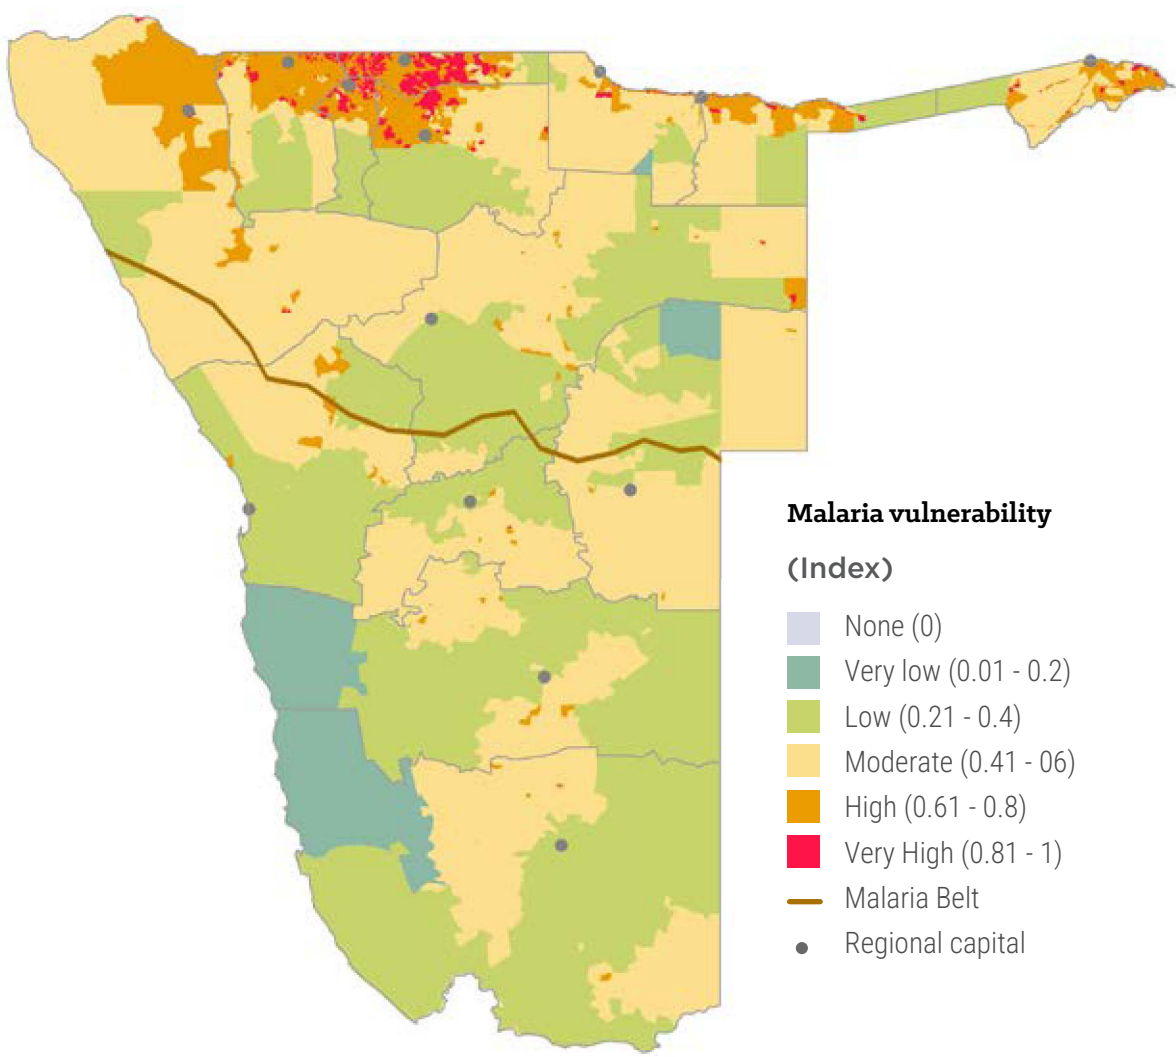 Malaria vulnerability
(Index)
None (0)
Very low (0.01 - 0.2)
Low (0.21 - 0.4)
Moderate (0.41 - 06)
High (0.61 - 0.8)
Very High (0.81 - 1)
Malaria Belt
Regional capital